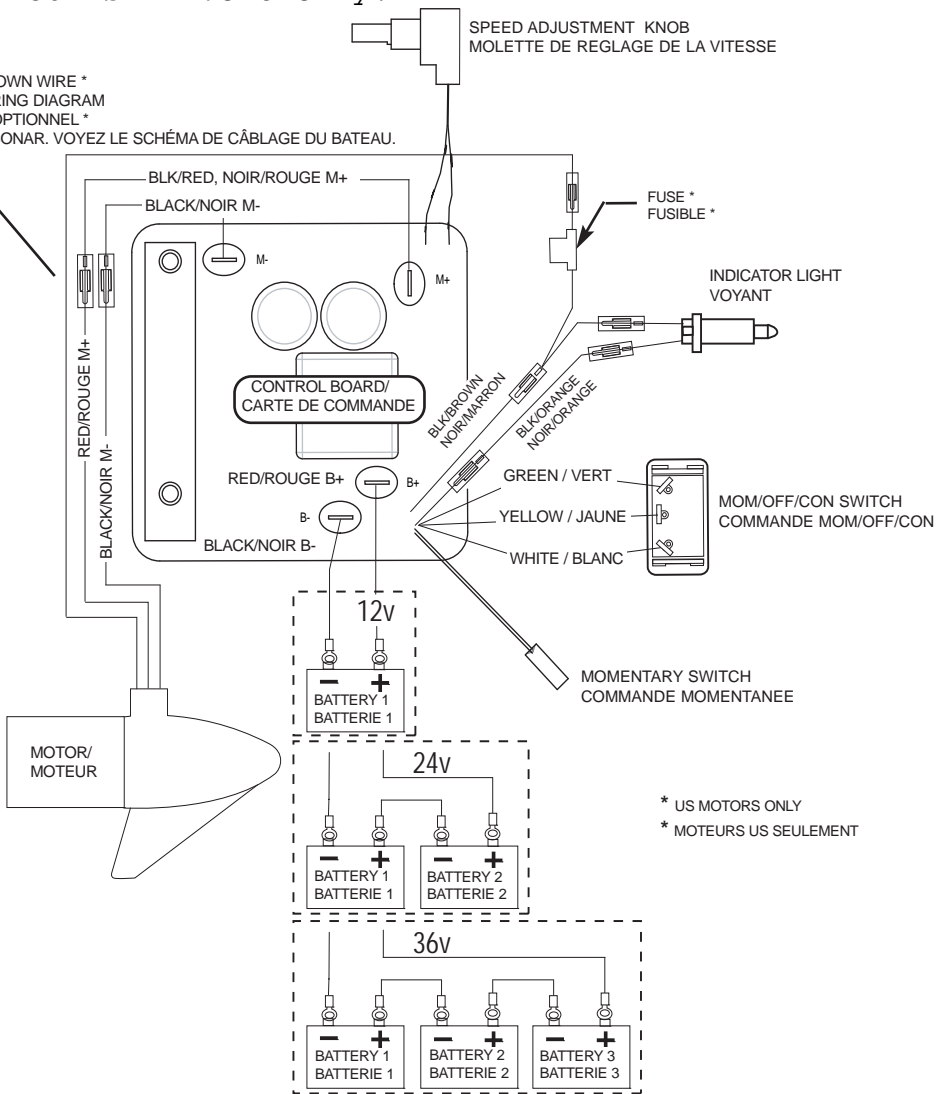 SPEED ADJUSTMENT KNOB
MOLETTE DE REGLAGE DE LA VITESSE
WIRE *
DIAGRAM
OPTIONNEL *
VOYEZ LE SCHÉMA DE CÂBLAGE DU BATEAU.
BLK/RED, NOIR/ROUGE M+
BLACK/NOIR M-
FUSE *
FUSIBLE *
M-
M+
INDICATOR LIGHT
VOYANT
RED/ROUGE M+
BLACK/NOIR M-
CONTROL BOARD/
CARTE DE COMMANDE
BLK/BROWN
NOIR/MARRON
BLK/ORANGE
NOIR/ORANGE
RED/ROUGE B+
B+
B-
BLACK/NOIR B-
GREEN / VERT
YELLOW / JAUNE
WHITE / BLANC
MOM/OFF/CON SWITCH
COMMANDE MOM/OFF/CON
12v
BATTERY 1
BATTERIE 1
MOMENTARY SWITCH
COMMANDE MOMENTANEE
MOTOR/
MOTEUR
24v
BATTERY 1
BATTERIE 1
BATTERY 2
BATTERIE 2
* US MOTORS ONLY
* MOTEURS US SEULEMENT
36v
BATTERY 1
BATTERIE 1
BATTERY 2
BATTERIE 2
BATTERY 3
BATTERIE 3